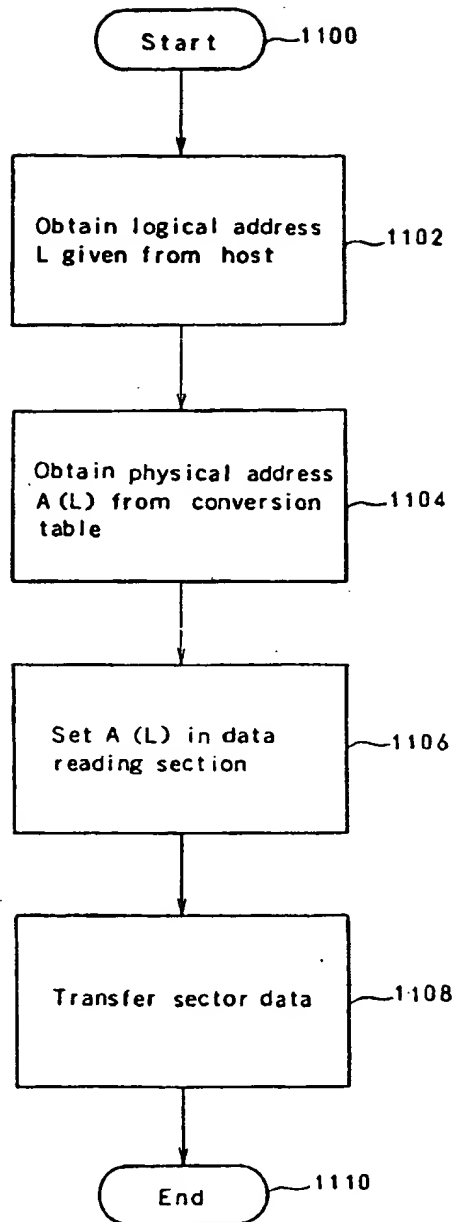 Start
1100
Obtain logical address
L given from host
1102
Obtain physical address
A (L) from conversion
table
1104
Set A (L) in data
reading section
1106
Transfer sector data
1108
End
1110